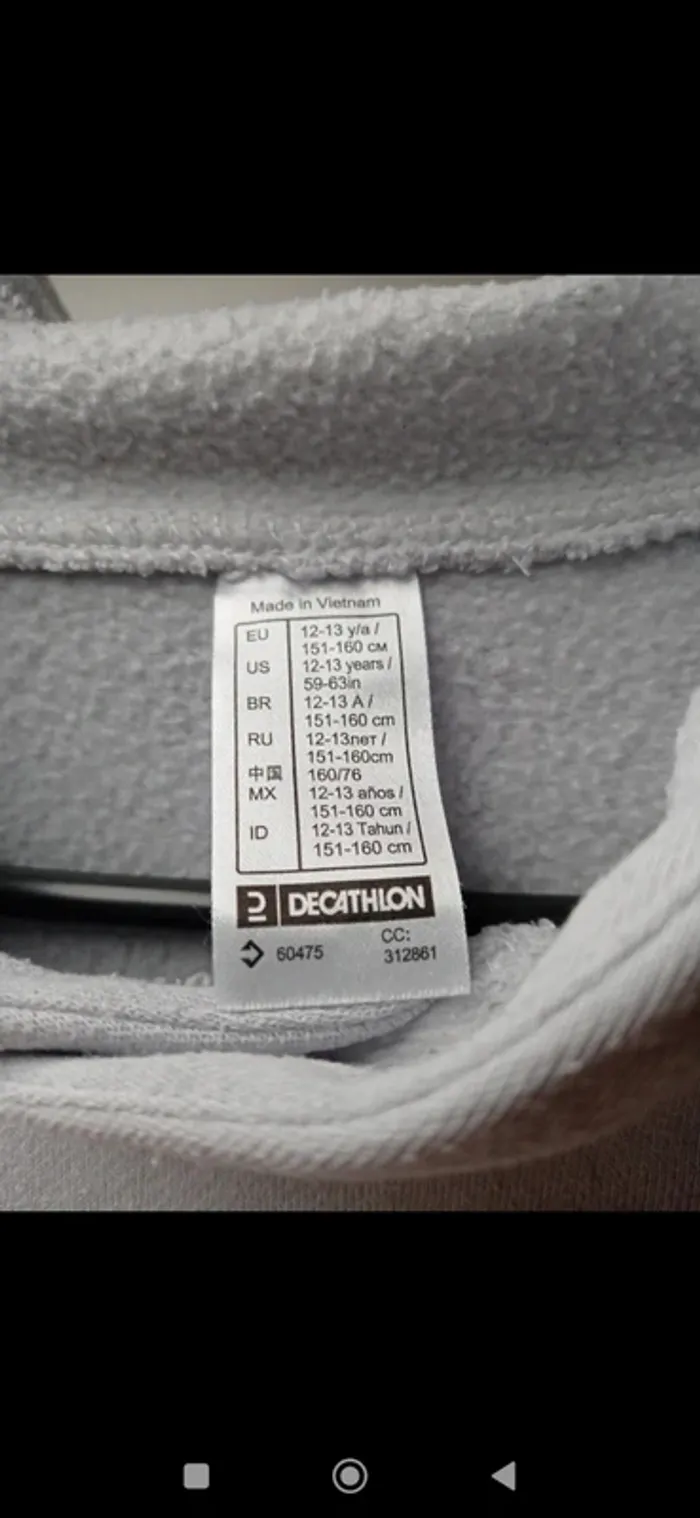 Made in Vietnam
EU 12-13 y/a /
151-160 см
US 12-13 years /
59-63in
BR 12-13 A /
151-160 cm
RU 12-13лет /
151-160cm
中国 160/76
MX 12-13 años /
151-160 cm
ID 12-13 Tahun /
151-160 cm
DECATHLON
60475 CC:
312861